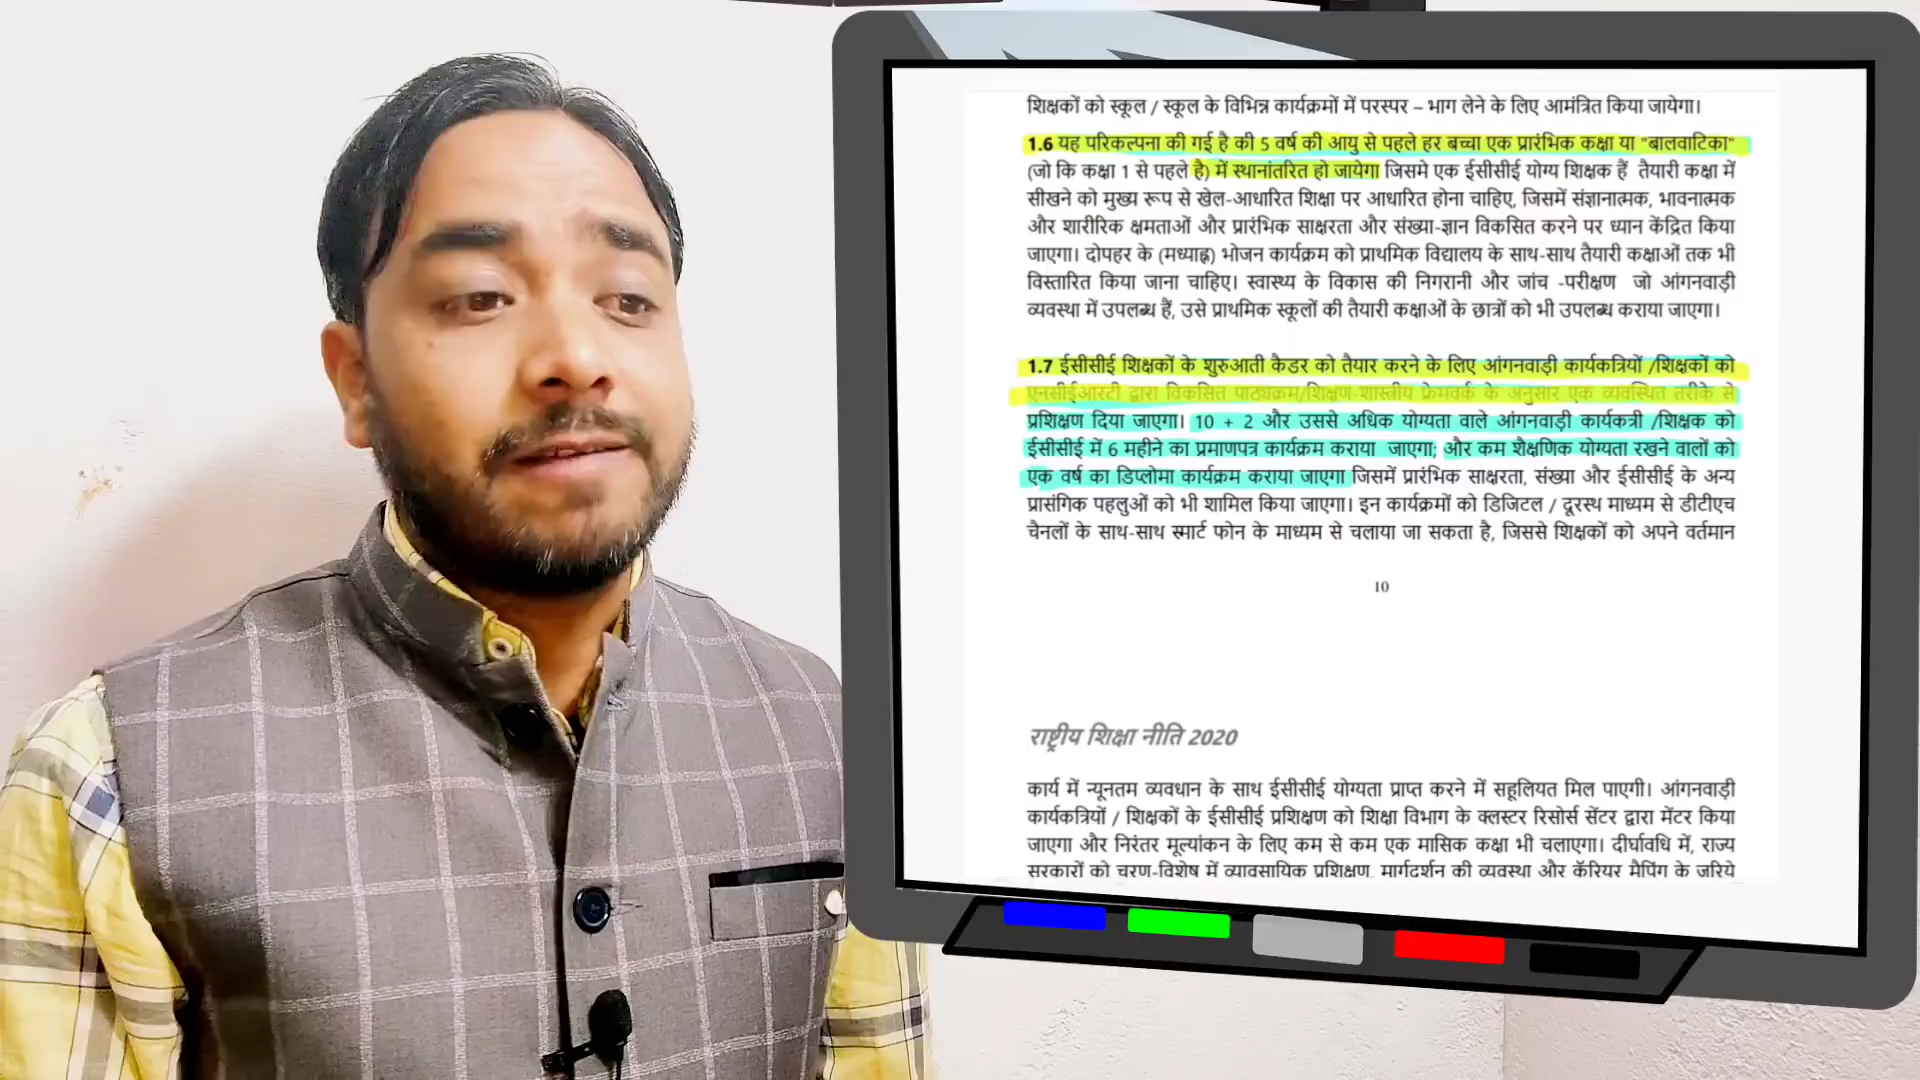 शिक्षकों को स्कूल / स्कूल के विभिन्न कार्यक्रमों में परस्पर – भाग लेने के लिए आमंत्रित किया जायेगा।
1.6 यह परिकल्पना की गई है की 5 वर्ष की आयु से पहले हर बच्चा एक प्रारंभिक कक्षा या "बालवाटिका"
(जो कि कक्षा 1 से पहले है) में स्थानांतरित हो जायेगा जिसमे एक ईसीसीई योग्य शिक्षक हैं तैयारी कक्षा में
सीखने को मुख्य रूप से खेल-आधारित शिक्षा पर आधारित होना चाहिए, जिसमें संज्ञानात्मक, भावनात्मक
और शारीरिक क्षमताओं और प्रारंभिक साक्षरता और संख्या-ज्ञान विकसित करने पर ध्यान केंद्रित किया
जाएगा। दोपहर के (मध्याह्न) भोजन कार्यक्रम को प्राथमिक विद्यालय के साथ-साथ तैयारी कक्षाओं तक भी
विस्तारित किया जाना चाहिए। स्वास्थ्य के विकास की निगरानी और जांच -परीक्षण जो आंगनवाड़ी
व्यवस्था में उपलब्ध हैं, उसे प्राथमिक स्कूलों की तैयारी कक्षाओं के छात्रों को भी उपलब्ध कराया जाएगा।
1.7 ईसीसीई शिक्षकों के शुरुआती कैडर को तैयार करने के लिए आंगनवाड़ी कार्यकत्रियों /शिक्षकों को
एनसीईआरटी द्वारा विकसित पाठ्यक्रम/शिक्षण-शास्त्रीय फ्रेमवर्क के अनुसार एक व्यवस्थित तरीके से
प्रशिक्षण दिया जाएगा। 10 + 2 और उससे अधिक योग्यता वाले आंगनवाड़ी कार्यकत्री /शिक्षक को
ईसीसीई में 6 महीने का प्रमाणपत्र कार्यक्रम कराया जाएगा; और कम शैक्षणिक योग्यता रखने वालों को
एक वर्ष का डिप्लोमा कार्यक्रम कराया जाएगा जिसमें प्रारंभिक साक्षरता, संख्या और ईसीसीई के अन्य
प्रासंगिक पहलुओं को भी शामिल किया जाएगा। इन कार्यक्रमों को डिजिटल / दूरस्थ माध्यम से डीटीएच
चैनलों के साथ-साथ स्मार्ट फोन के माध्यम से चलाया जा सकता है, जिससे शिक्षकों को अपने वर्तमान
10
राष्ट्रीय शिक्षा नीति 2020
कार्य में न्यूनतम व्यवधान के साथ ईसीसीई योग्यता प्राप्त करने में सहूलियत मिल पाएगी। आंगनवाड़ी
कार्यकत्रियों / शिक्षकों के ईसीसीई प्रशिक्षण को शिक्षा विभाग के क्लस्टर रिसोर्स सेंटर द्वारा मेंटर किया
जाएगा और निरंतर मूल्यांकन के लिए कम से कम एक मासिक कक्षा भी चलाएगा। दीर्घावधि में, राज्य
सरकारों को चरण-विशेष में व्यावसायिक प्रशिक्षण, मार्गदर्शन की व्यवस्था और कॅरियर मैपिंग के जरिये